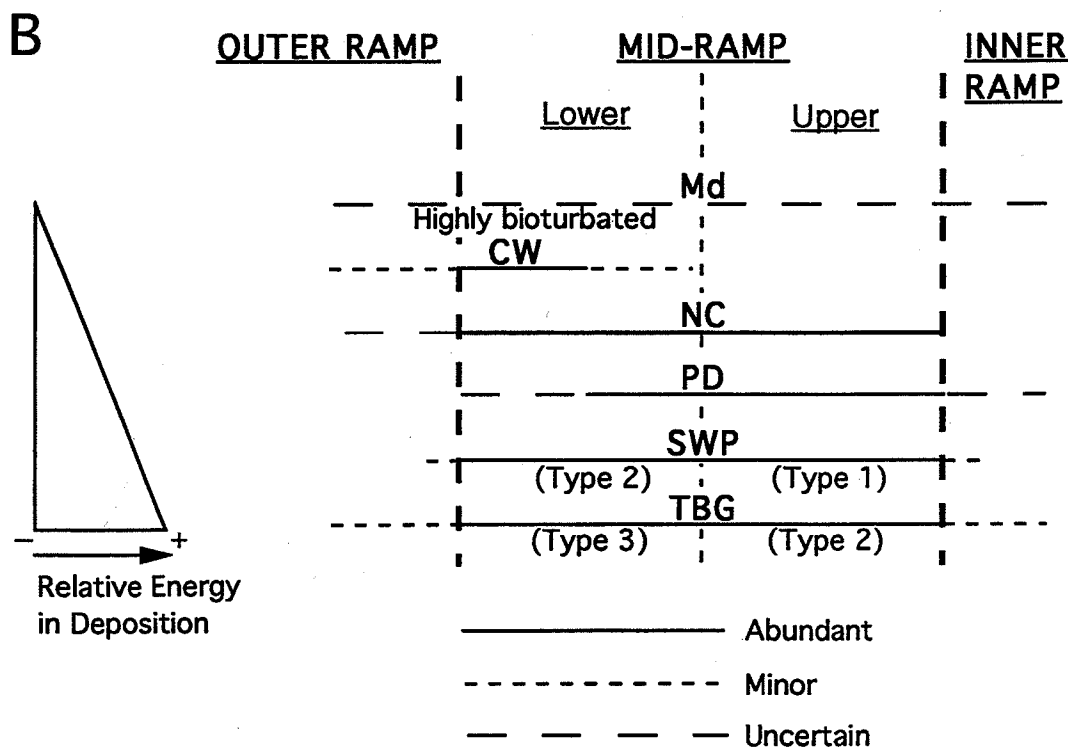 B
OUTER RAMP
MID-RAMP
INNER
RAMP
Lower
Upper
Md
Highly bioturbated
CW
NC
PD
SWP
(Type 2)
(Type 1)
TBG
(Type 3)
(Type 2)
− +
Relative Energy
in Deposition
Abundant
Minor
Uncertain